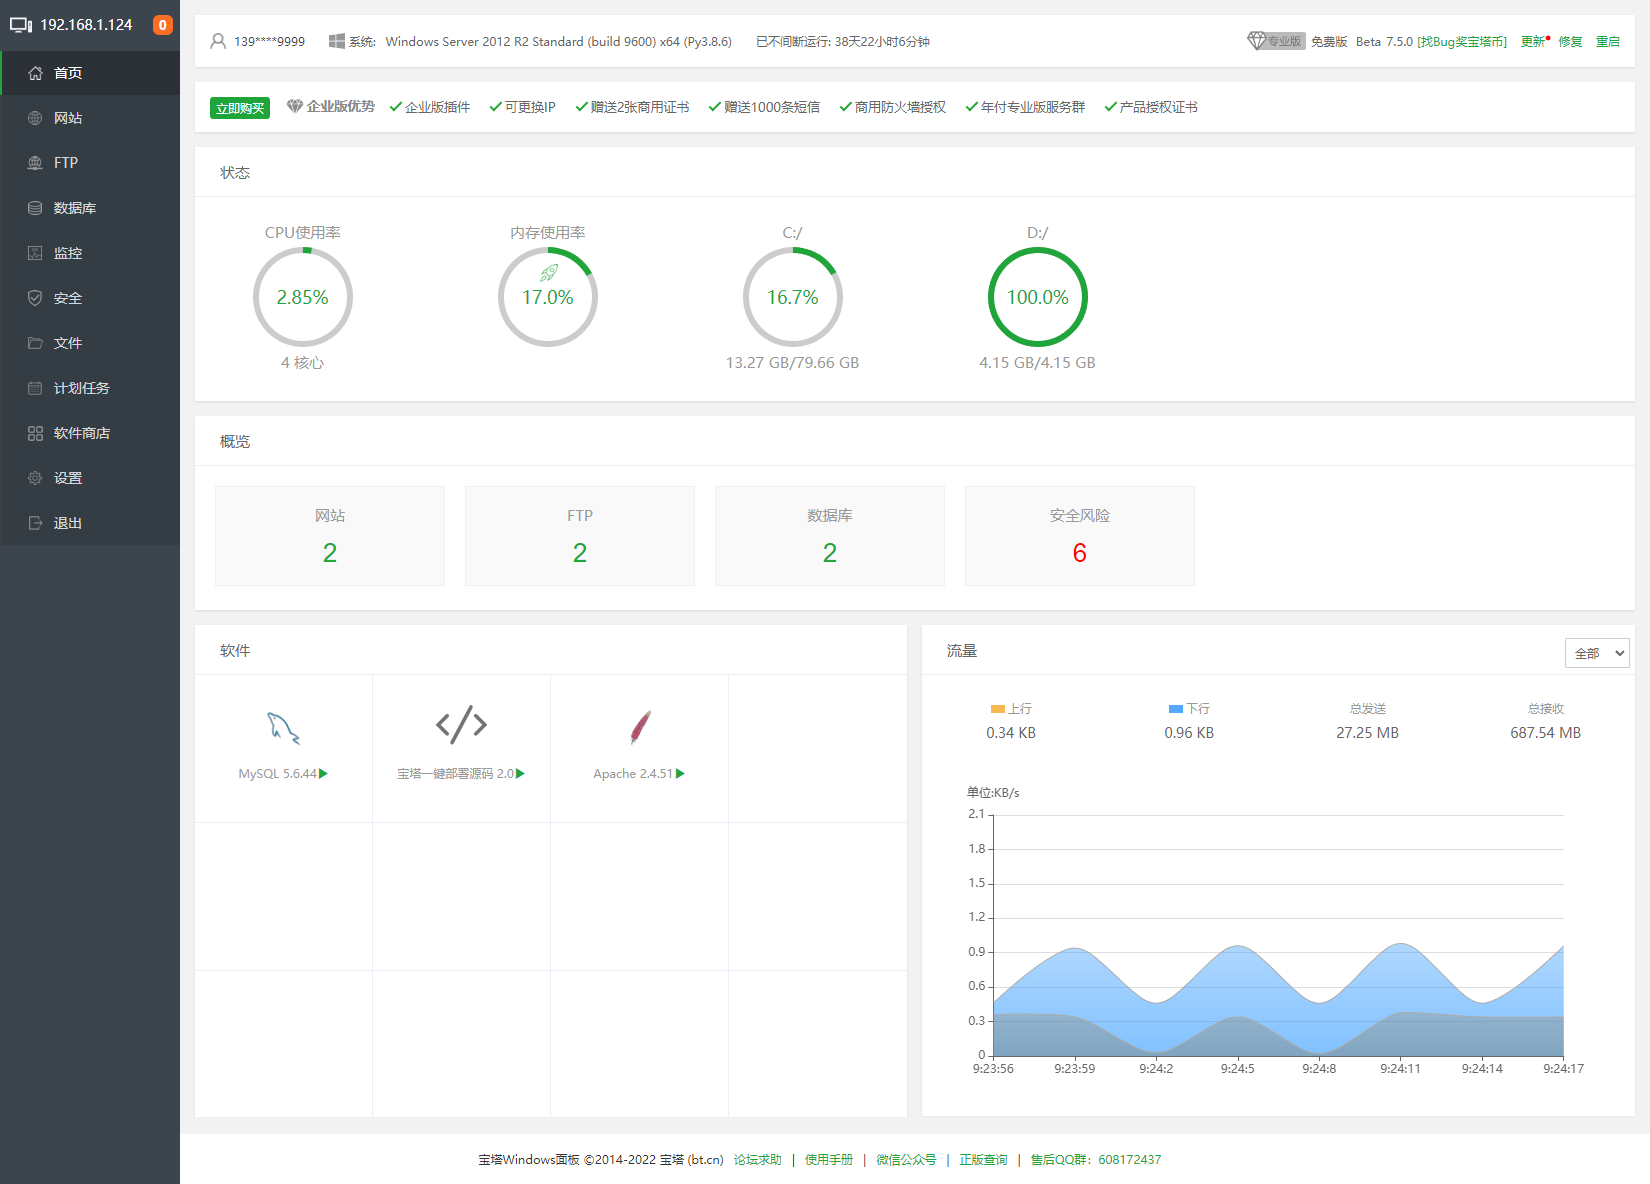 192.168.1.124 0
首页
网站
FTP
数据库
监控
安全
文件
计划任务
软件商店
设置
退出
139****9999 系统: Windows Server 2012 R2 Standard (build 9600) x64 (Py3.8.6) 已不间断运行: 38天22小时6分钟 专业版 免费版 Beta 7.5.0 [找Bug奖宝塔币] 更新 修复 重启
立即购买 企业版优势 企业版插件 可更换IP 赠送2张商用证书 赠送1000条短信 商用防火墙授权 年付专业版服务群 产品授权证书
状态
CPU使用率 内存使用率 C:/ D:/
2.85% 17.0% 16.7% 100.0%
4 核心 13.27 GB/79.66 GB 4.15 GB/4.15 GB
概览
网站 FTP 数据库 安全风险
2 2 2 6
软件
MySQL 5.6.44 宝塔一键部署源码 2.0 Apache 2.4.51
流量 全部
上行 下行 总发送 总接收
0.34 KB 0.96 KB 27.25 MB 687.54 MB
单位:KB/s
2.1
1.8
1.5
1.2
0.9
0.6
0.3
0
9:23:56 9:23:59 9:24:2 9:24:5 9:24:8 9:24:11 9:24:14 9:24:17
宝塔Windows面板 ©2014-2022 宝塔 (bt.cn) 论坛求助 | 使用手册 | 微信公众号 | 正版查询 | 售后QQ群: 608172437